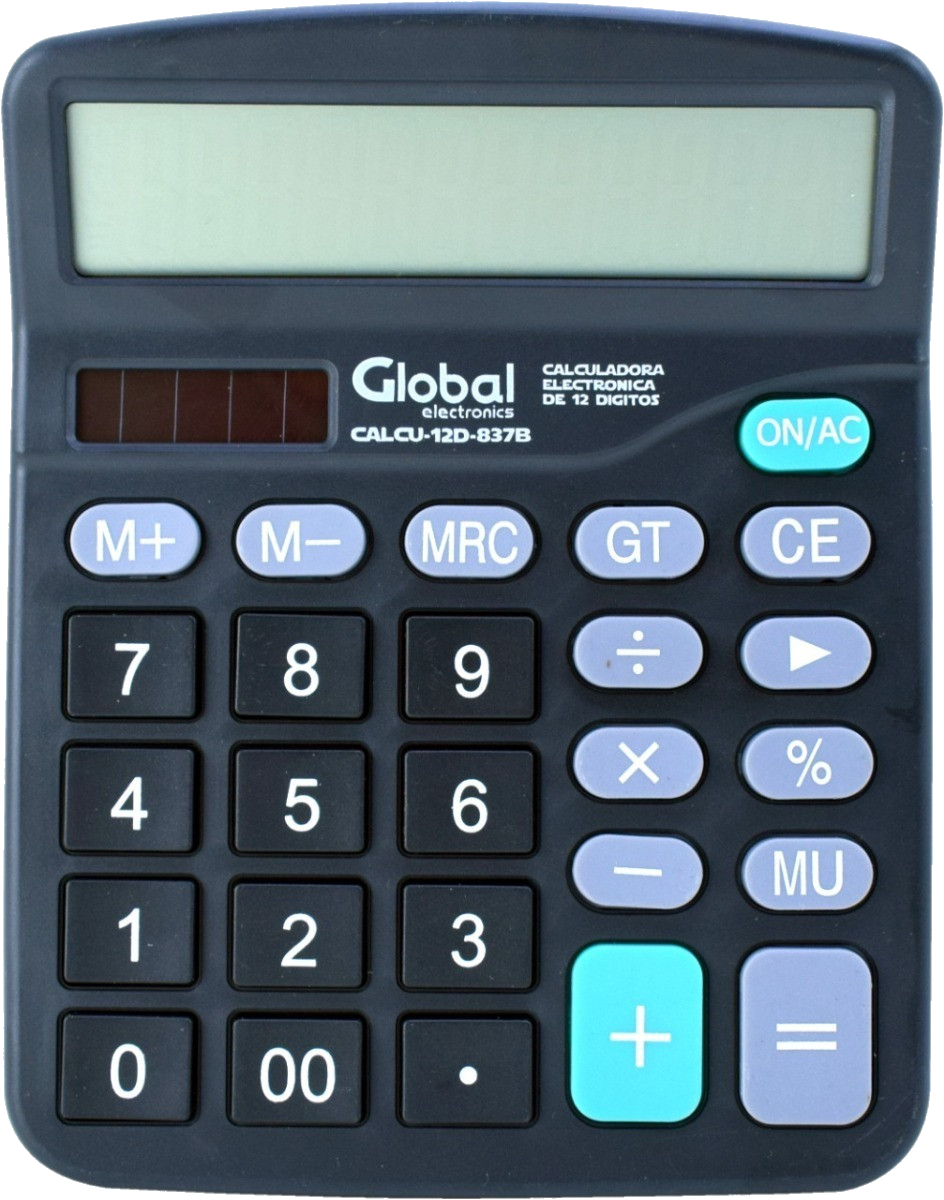 Global
electronics
CALCU-12D-837B
CALCULADORA
ELECTRONICA
DE 12 DIGITOS
ON/AC
M+ M− MRC GT CE
7 8 9 ÷ ▶
4 5 6 × %
1 2 3 − MU
0 00 . + =